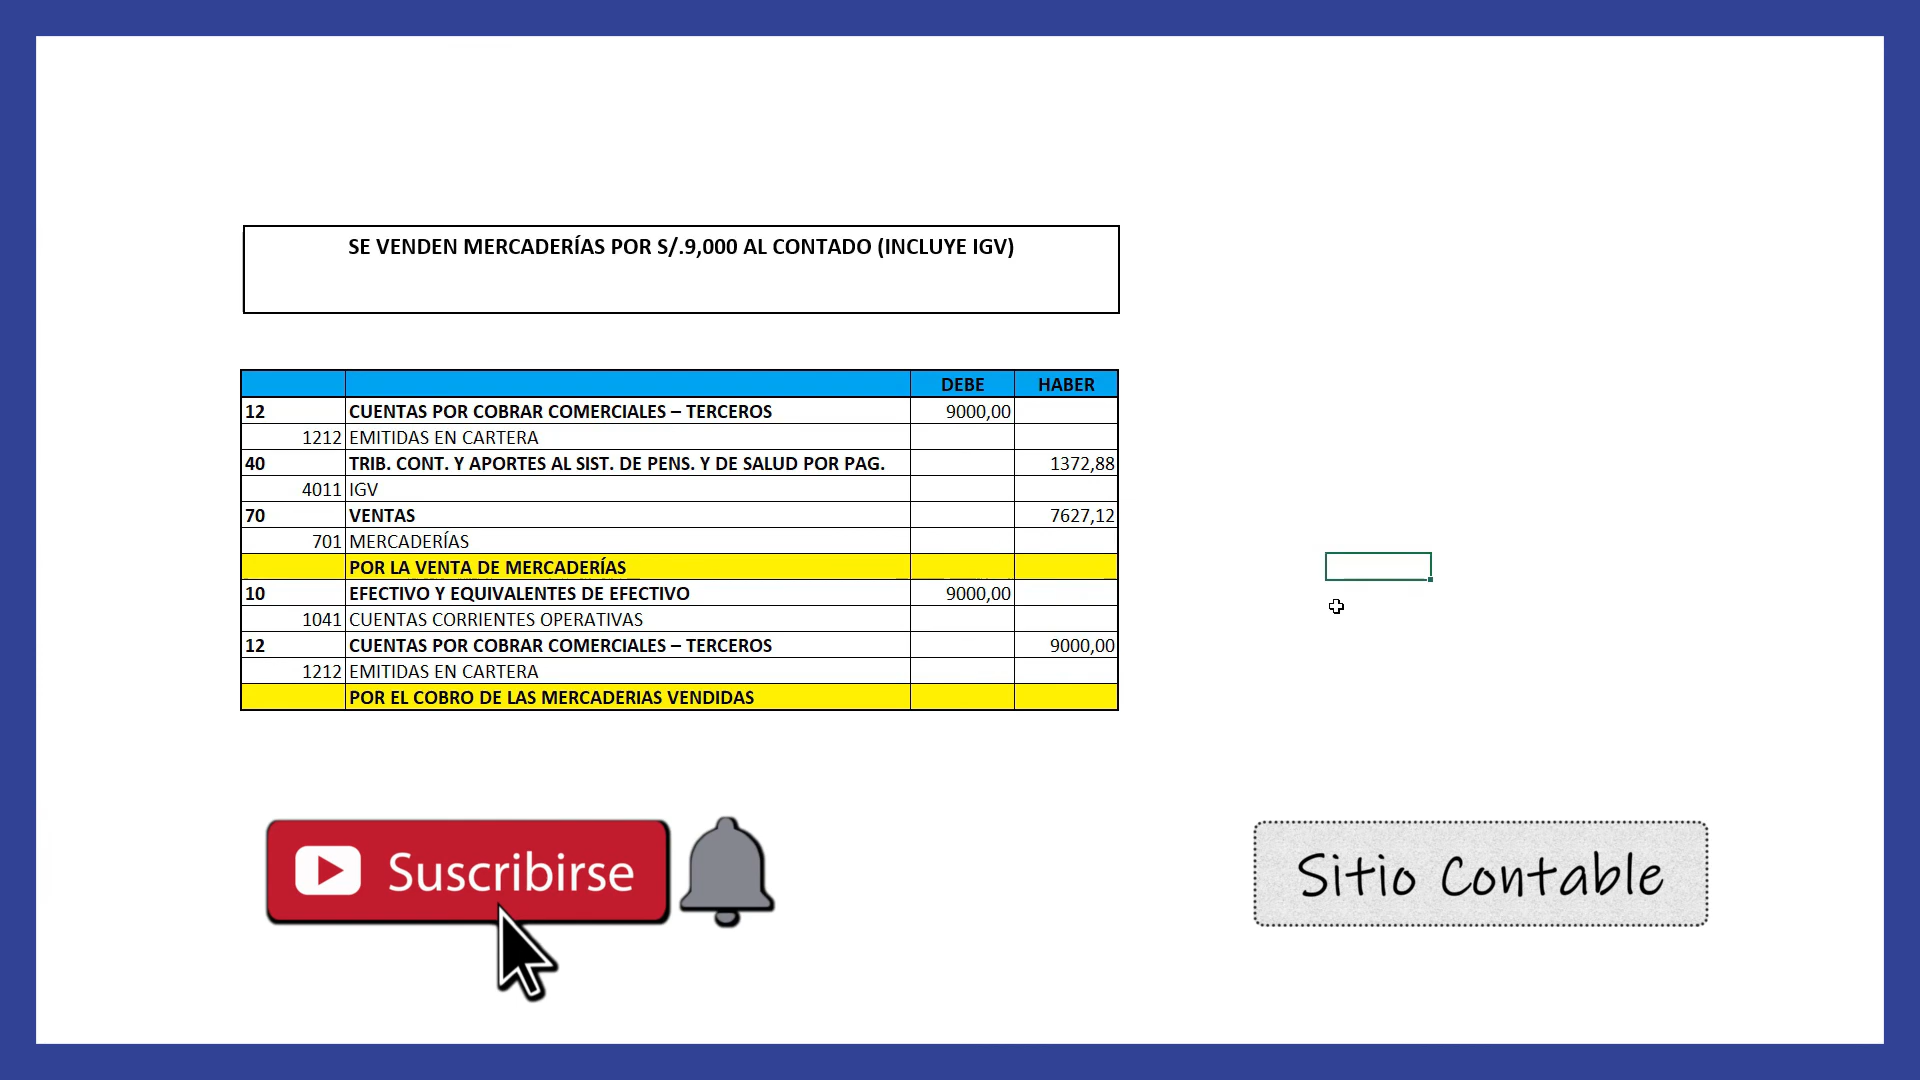 SE VENDEN MERCADERÍAS POR S/.9,000 AL CONTADO (INCLUYE IGV)
DEBE HABER
12 CUENTAS POR COBRAR COMERCIALES – TERCEROS 9000,00
1212 EMITIDAS EN CARTERA
40 TRIB. CONT. Y APORTES AL SIST. DE PENS. Y DE SALUD POR PAG. 1372,88
4011 IGV
70 VENTAS 7627,12
701 MERCADERÍAS
POR LA VENTA DE MERCADERÍAS
10 EFECTIVO Y EQUIVALENTES DE EFECTIVO 9000,00
1041 CUENTAS CORRIENTES OPERATIVAS
12 CUENTAS POR COBRAR COMERCIALES – TERCEROS 9000,00
1212 EMITIDAS EN CARTERA
POR EL COBRO DE LAS MERCADERIAS VENDIDAS
Suscribirse
Sitio Contable